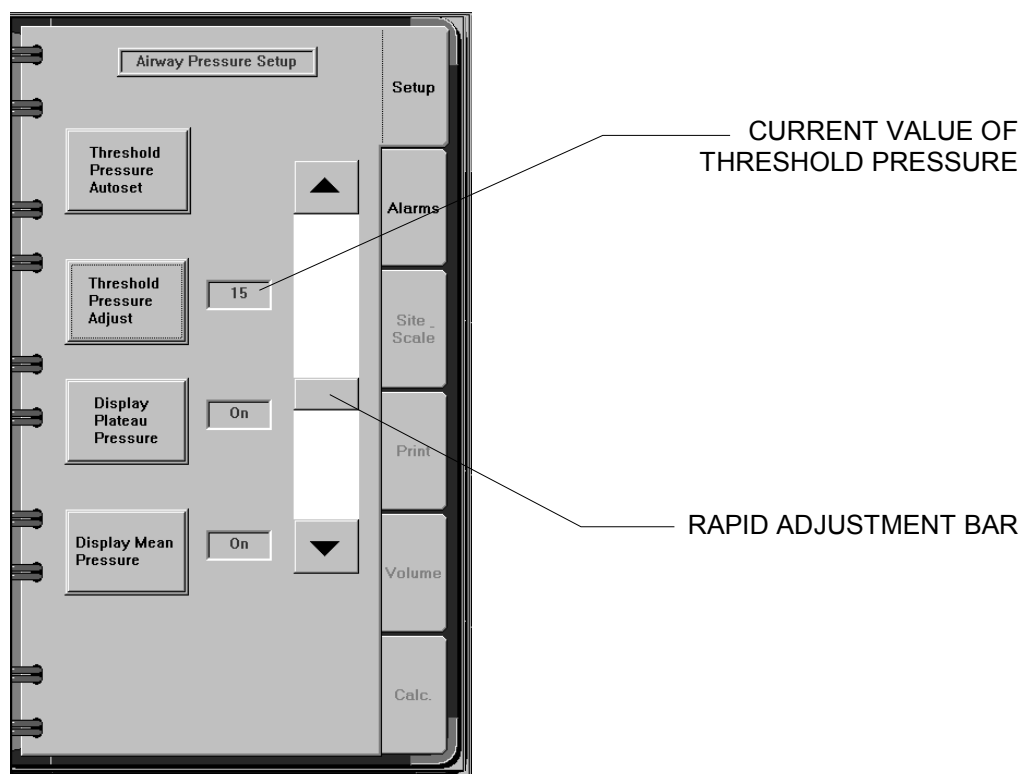 Airway Pressure Setup
Setup
CURRENT VALUE OF
THRESHOLD PRESSURE
Threshold
Pressure
Autoset
Alarms
Threshold
Pressure
Adjust
15
Site_
Scale
Display
Plateau
Pressure
On
Print
RAPID ADJUSTMENT BAR
Display Mean
Pressure
On
Volume
Calc.